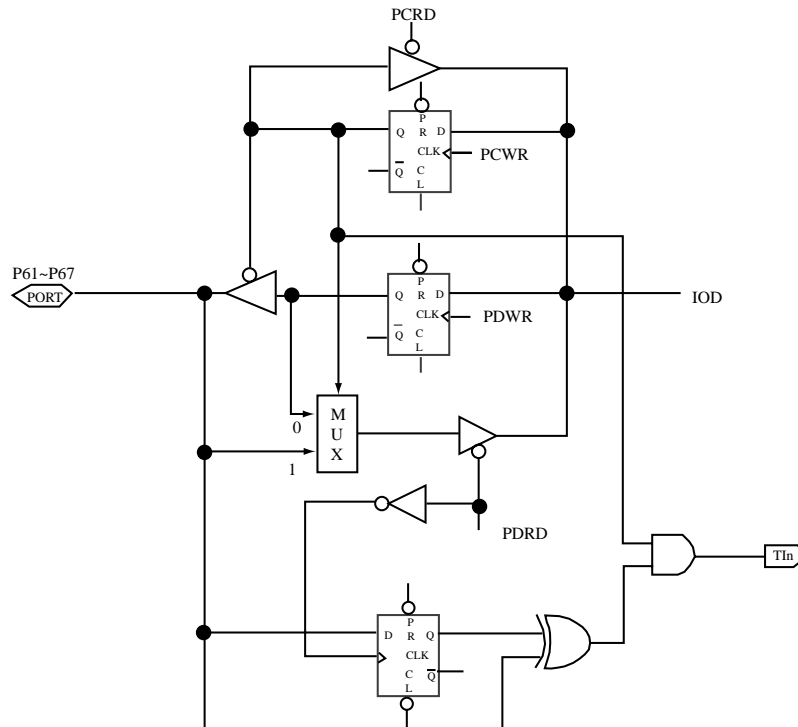 PCRD
P
Q R D
CLK
PCWR
Q
C
L
P61~P67
PORT
P
Q R D
CLK
PDWR
Q
C
L
IOD
0
M
U
X
1
PDRD
TIn
P
D R Q
CLK
C
Q
L